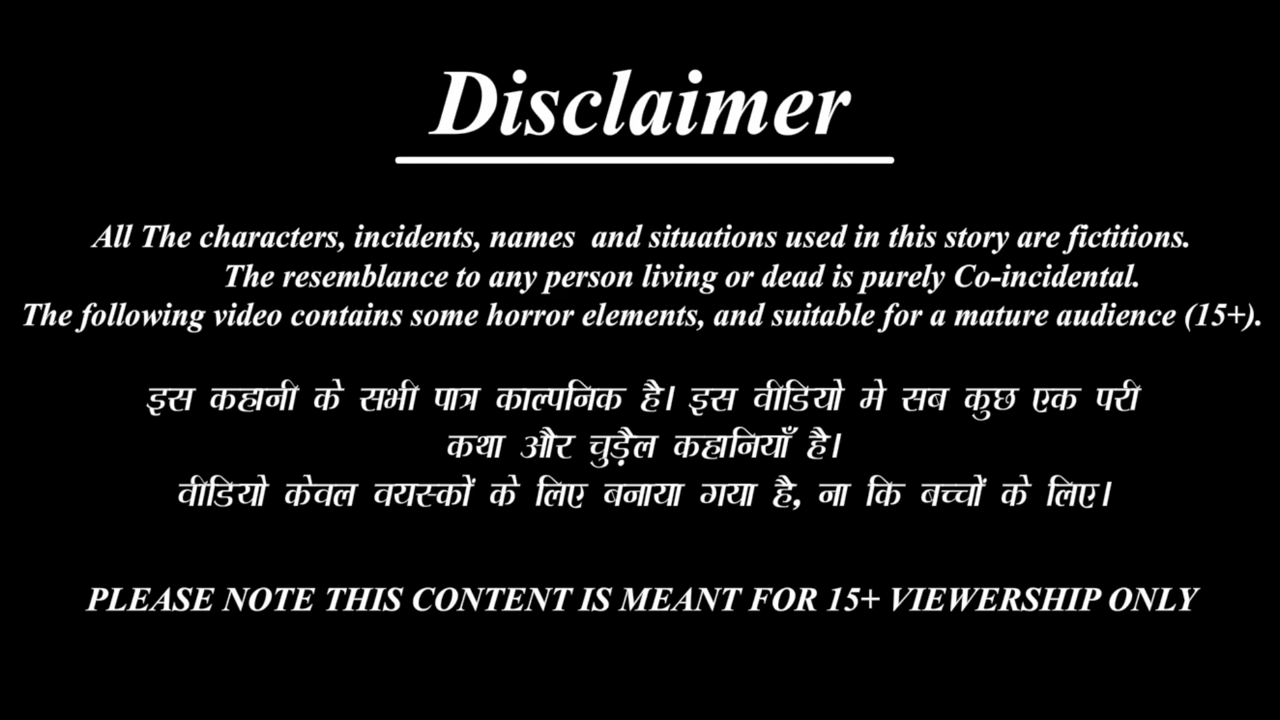 Disclaimer
All The characters, incidents, names and situations used in this story are fictitions.
The resemblance to any person living or dead is purely Co-incidental.
The following video contains some horror elements, and suitable for a mature audience (15+).
इस कहानी के सभी पात्र काल्पनिक है। इस वीडियो मे सब कुछ एक परी
कथा और चुड़ैल कहानियाँ है।
वीडियो केवल वयस्कों के लिए बनाया गया है, ना कि बच्चों के लिए।
PLEASE NOTE THIS CONTENT IS MEANT FOR 15+ VIEWERSHIP ONLY